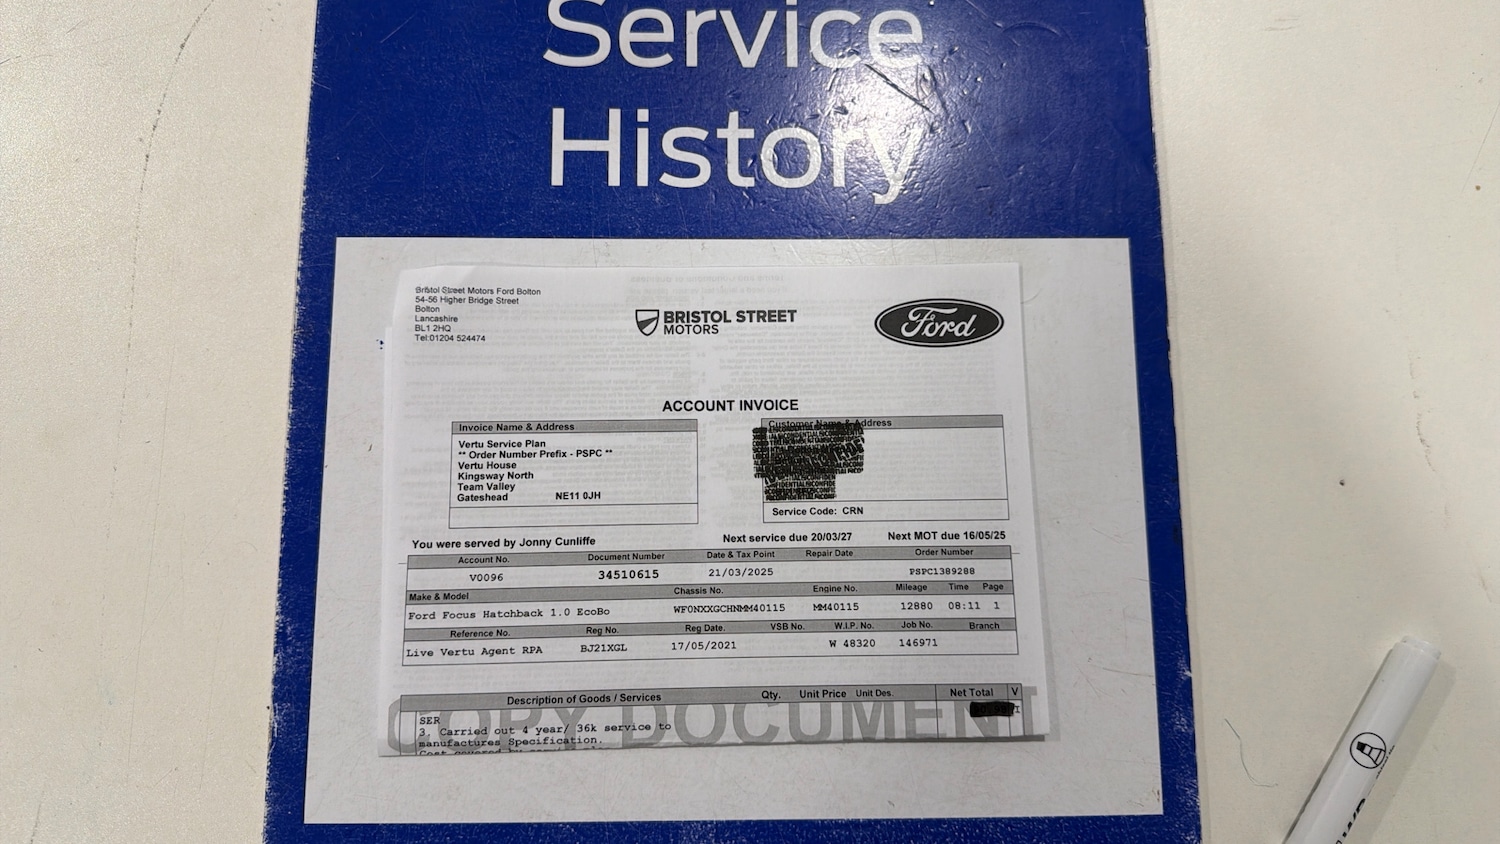 Service
History
Bristol Street Motors Ford Bolton
54-56 Higher Bridge Street
Bolton
Lancashire
BL1 2HQ
Tel:01204 524474
BRISTOL STREET
MOTORS
Ford
ACCOUNT INVOICE
Invoice Name & Address
Vertu Service Plan
** Order Number Prefix - PSPC **
Vertu House
Kingsway North
Team Valley
Gateshead NE11 0JH
Customer Name & Address
Service Code: CRN
You were served by Jonny Cunliffe Next service due 20/03/27 Next MOT due 16/05/25
Account No. Document Number Date & Tax Point Repair Date Order Number
V0096 34510615 21/03/2025 PSPC1389288
Make & Model Chassis No. Engine No. Mileage Time Page
Ford Focus Hatchback 1.0 EcoBo WF0NXXGCHNMM40115 MM40115 12880 08:11 1
Reference No. Reg No. Reg Date. VSB No. W.I.P. No. Job No. Branch
Live Vertu Agent RPA BJ21XGL 17/05/2021 W 48320 146971
Description of Goods / Services Qty. Unit Price Unit Des. Net Total V
SER
3. Carried out 4 year/ 36k service to
manufactures Specification.
COPY DOCUMENT